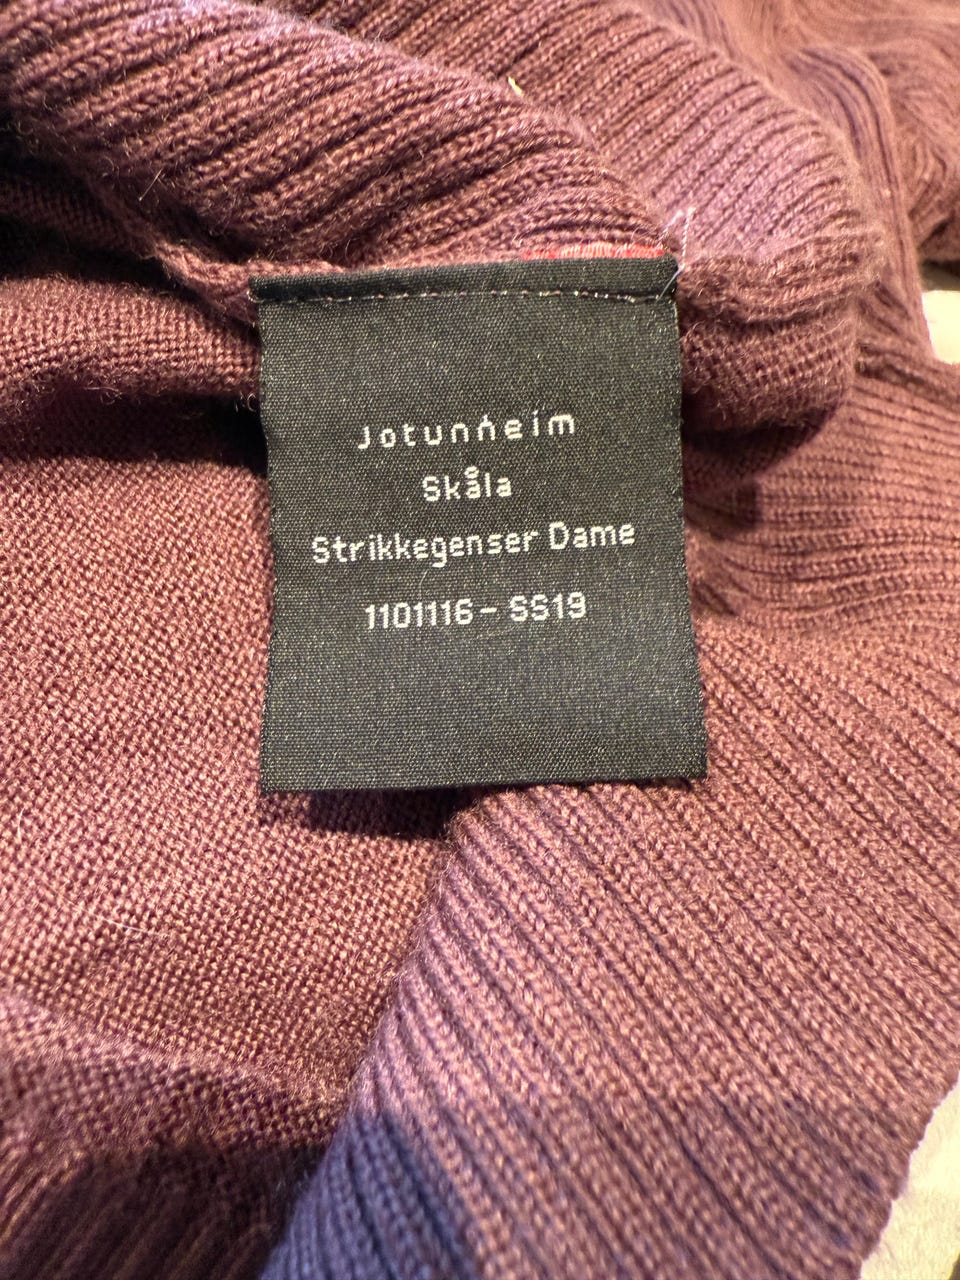 Jotunheim
Skåla
Strikkegenser Dame
1101116 - SS19